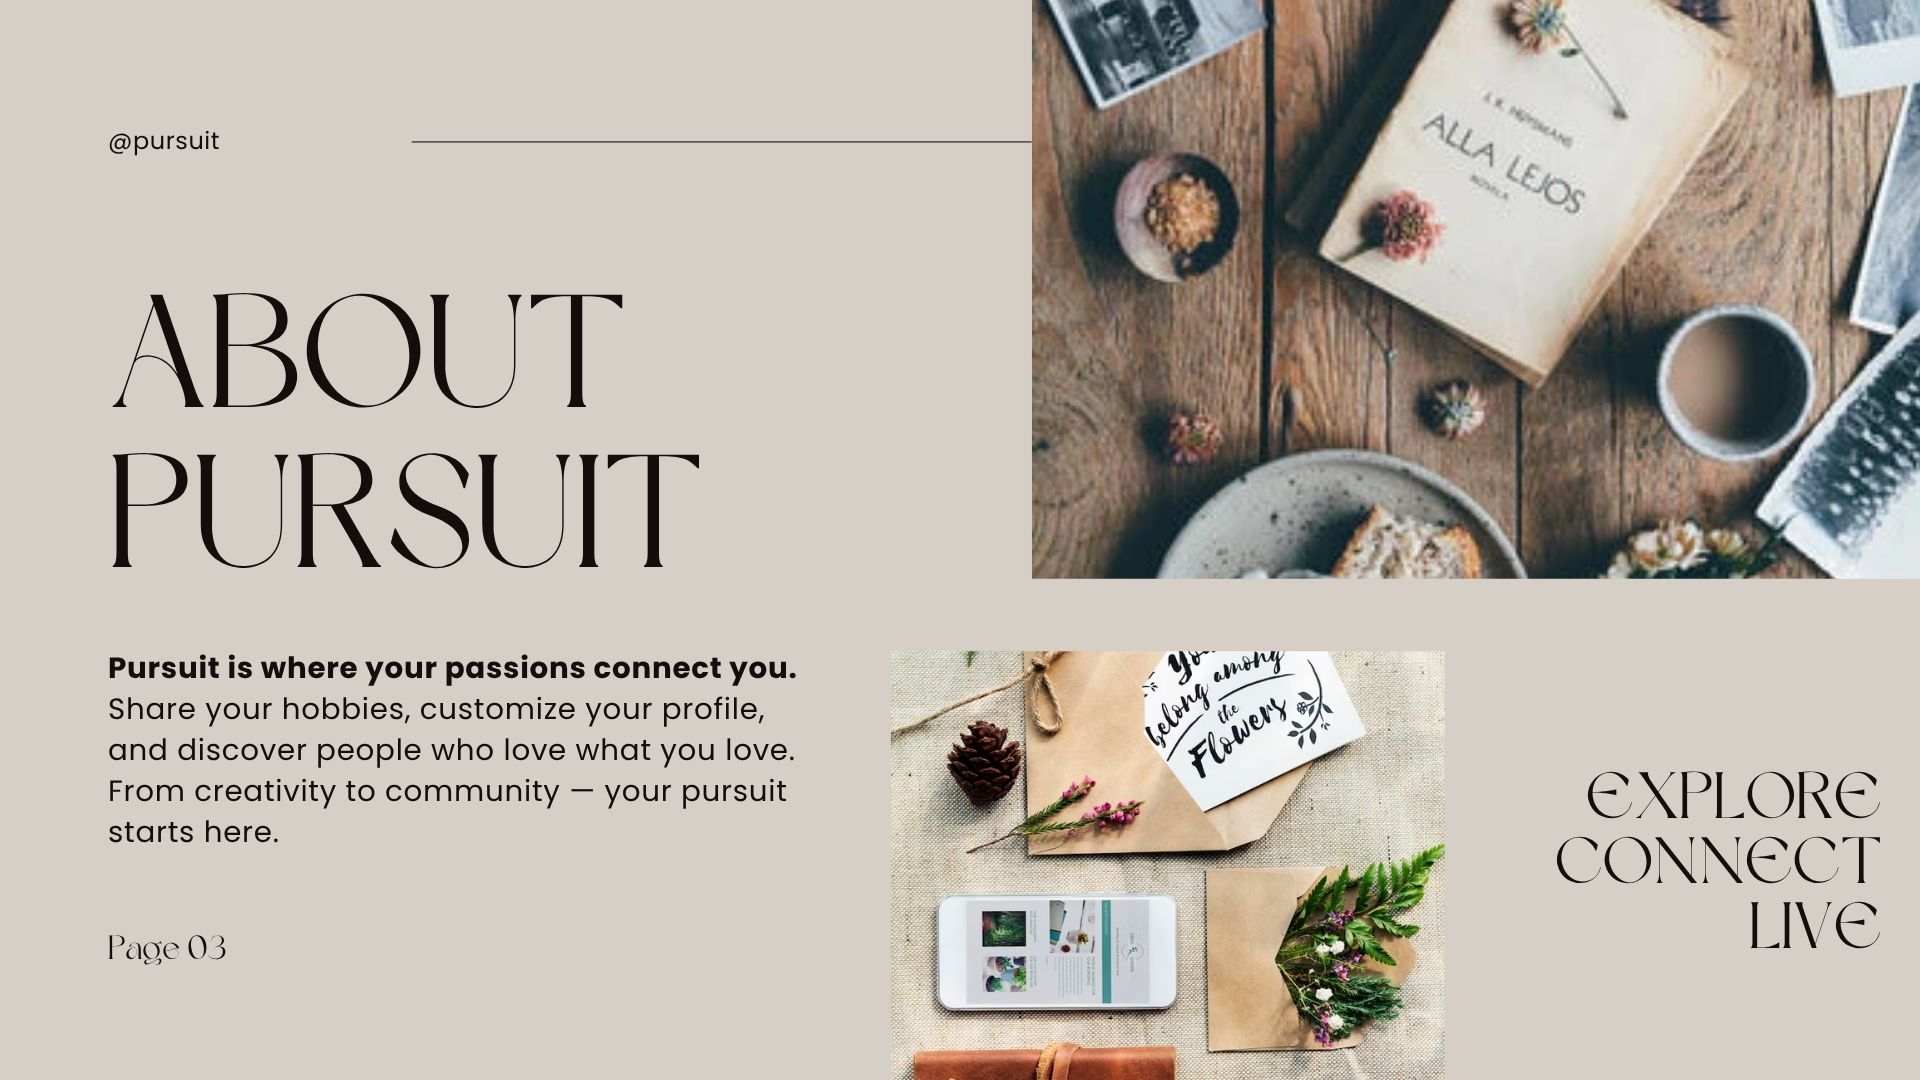 @pursuit
ABOUT
PURSUIT
Pursuit is where your passions connect you.
Share your hobbies, customize your profile,
and discover people who love what you love.
From creativity to community — your pursuit
starts here.
Page 03
ALLA LEJOS
NOVELA
You
belong among
the
Flowers
EXPLORE
CONNECT
LIVE